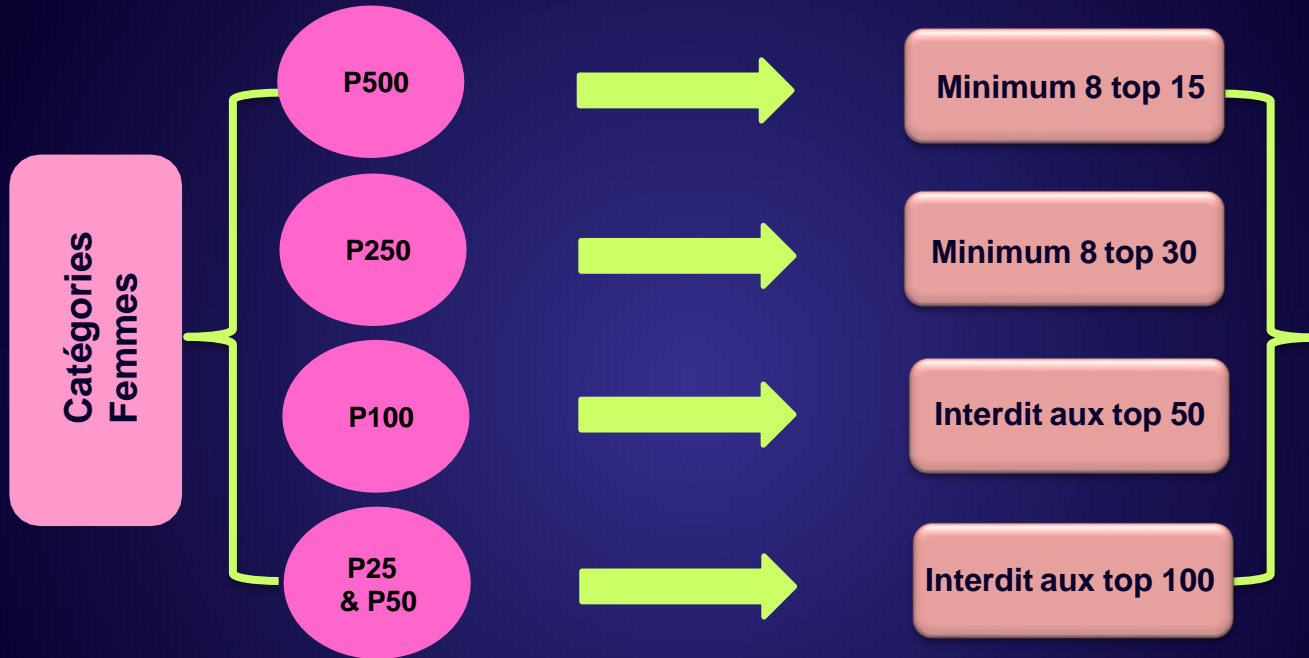 Catégories
Femmes
P500
Minimum 8 top 15
P250
Minimum 8 top 30
P100
Interdit aux top 50
P25
& P50
Interdit aux top 100